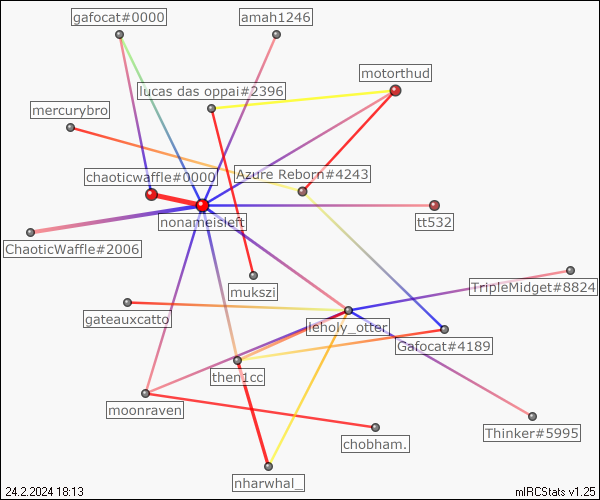 gafocat#0000
amah1246
motorthud
lucas das oppai#2396
mercurybro
chaoticwaffle#0000
Azure Reborn#4243
nonameisleft
tt532
ChaoticWaffle#2006
TripleMidget#8824
mukszi
gateauxcatto
leholy_otter
Gafocat#4189
then1cc
moonraven
Thinker#5995
chobham.
nharwhal_
24.2.2024 18:13
mIRCStats v1.25